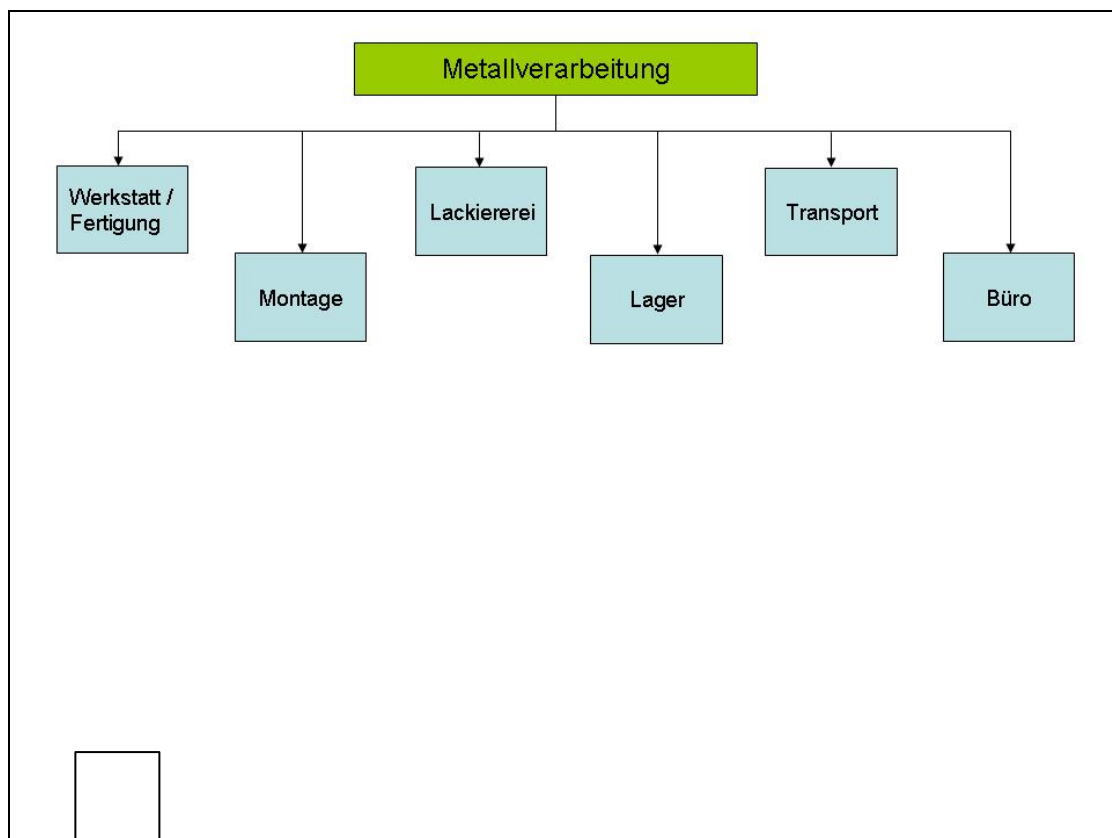 Metallverarbeitung
Werkstatt /
Fertigung
Lackiererei
Transport
Montage
Lager
Büro